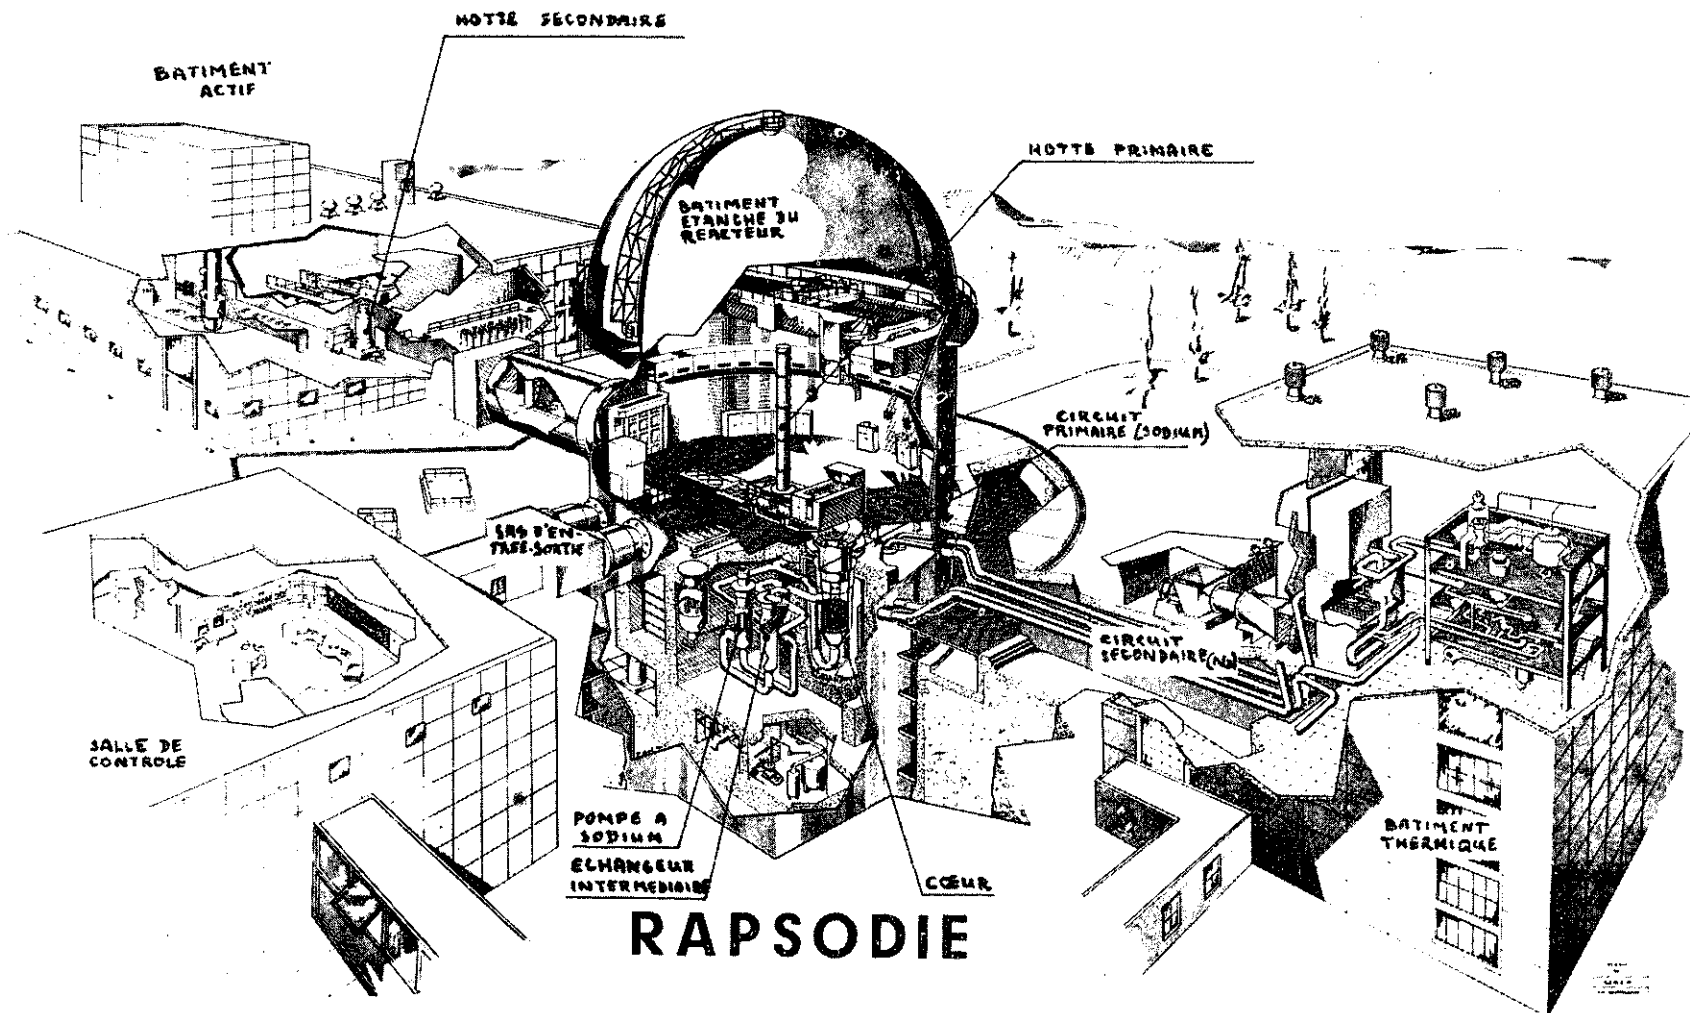 HOTTE SECONDAIRE
BATIMENT
ACTIF
HOTTE PRIMAIRE
BATIMENT
ETANCHE DU
REACTEUR
CIRCUIT
PRIMAIRE (SODIUM)
SAS D'EN-
TREE-SORTIE
CIRCUIT
SECONDAIRE (Na)
SALLE DE
CONTROLE
POMPE A
SODIUM
ECHANGEUR
INTERMEDIAIRE
CŒUR
BATIMENT
THERMIQUE
RAPSODIE